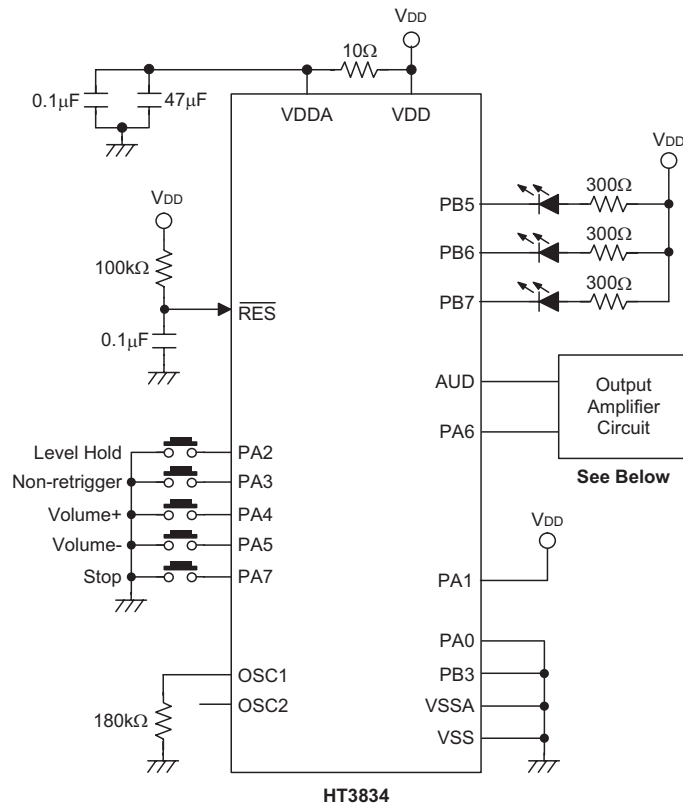 VDD
10Ω
0.1μF
47μF
VDDA
VDD
VDD
PB5
300Ω
PB6
300Ω
PB7
300Ω
VDD
100kΩ
RES
0.1μF
AUD
PA6
Output
Amplifier
Circuit
See Below
Level Hold
PA2
Non-retrigger
PA3
Volume+
PA4
Volume-
PA5
Stop
PA7
VDD
PA1
PA0
PB3
VSSA
VSS
OSC1
OSC2
180kΩ
HT3834